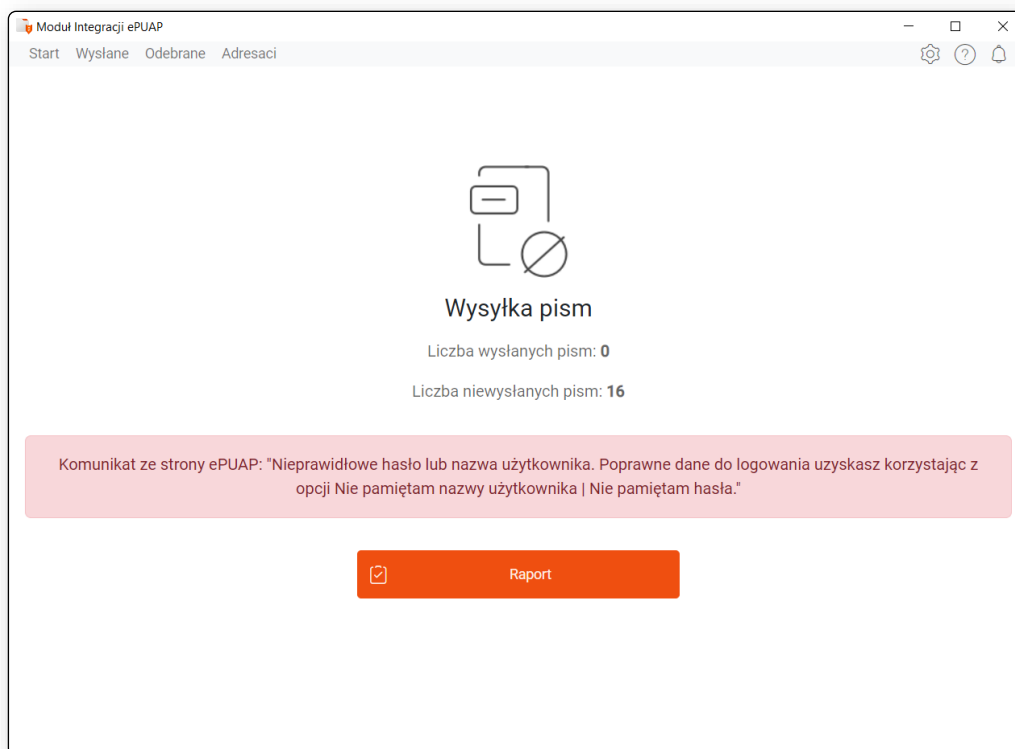 Moduł Integracji ePUAP
Start Wysłane Odebrane Adresaci
Wysyłka pism
Liczba wysłanych pism: 0
Liczba niewysłanych pism: 16
Komunikat ze strony ePUAP: "Nieprawidłowe hasło lub nazwa użytkownika. Poprawne dane do logowania uzyskasz korzystając z
opcji Nie pamiętam nazwy użytkownika | Nie pamiętam hasła."
Raport